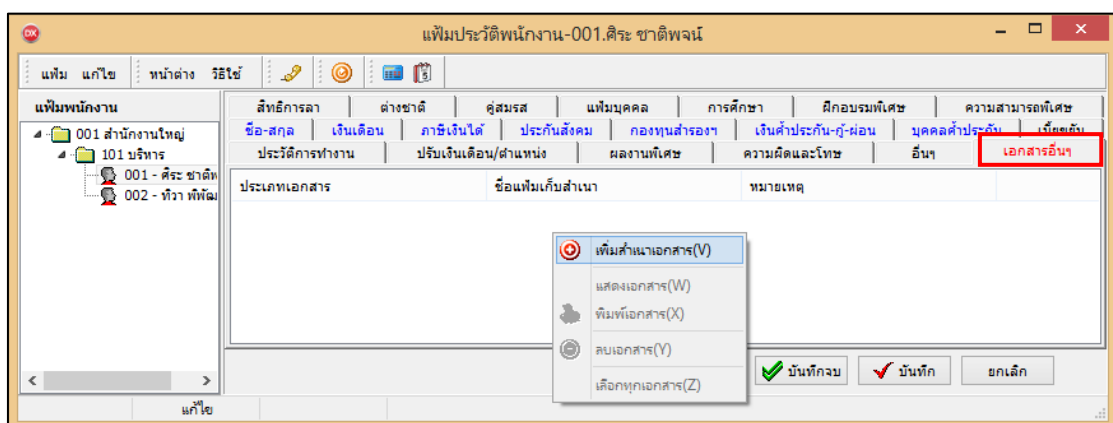 แฟ้มประวัติพนักงาน-001.ศิระ ชาติพจน์
แฟ้ม แก้ไข หน้าต่าง วิธีใช้
แฟ้มพนักงาน
001 สำนักงานใหญ่
101 บริหาร
001 - ศิระ ชาติพ
002 - ทิวา พิพัฒ
สิทธิการลา ต่างชาติ คู่สมรส แฟ้มบุคคล การศึกษา ฝึกอบรมพิเศษ ความสามารถพิเศษ
ชื่อ-สกุล เงินเดือน ภาษีเงินได้ ประกันสังคม กองทุนสำรองฯ เงินค้ำประกัน-กู้-ผ่อน บุคคลค้ำประกัน เบี้ยขยัน
ประวัติการทำงาน ปรับเงินเดือน/ตำแหน่ง ผลงานพิเศษ ความผิดและโทษ อื่นๆ เอกสารอื่นๆ
ประเภทเอกสาร ชื่อแฟ้มเก็บสำเนา หมายเหตุ
เพิ่มสำเนาเอกสาร(V)
แสดงเอกสาร(W)
พิมพ์เอกสาร(X)
ลบเอกสาร(Y)
เลือกทุกเอกสาร(Z)
บันทึกจบ บันทึก ยกเลิก
แก้ไข